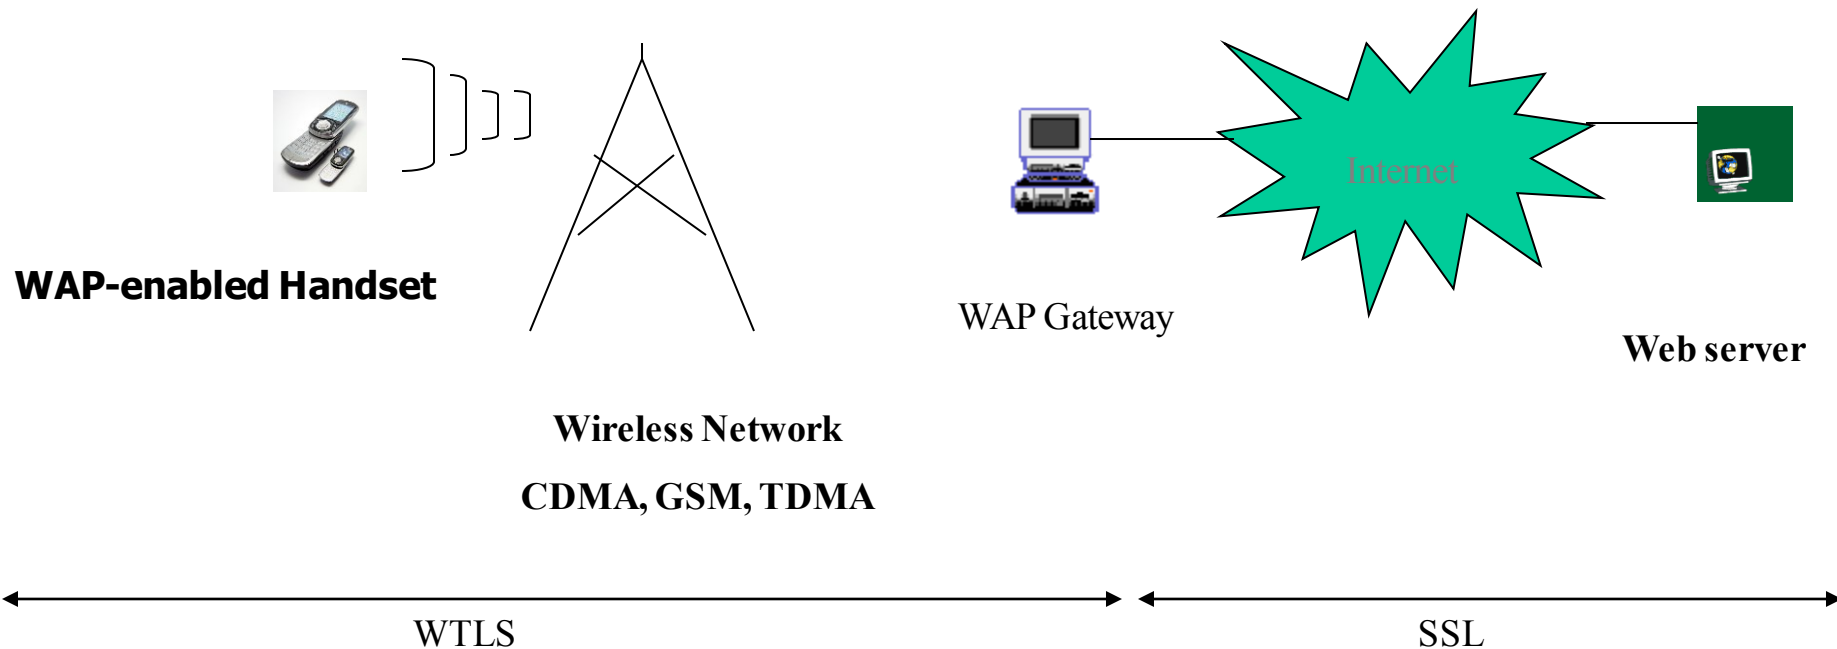 Internet
WAP-enabled Handset
WAP Gateway
Web server
Wireless Network
CDMA, GSM, TDMA
WTLS
SSL